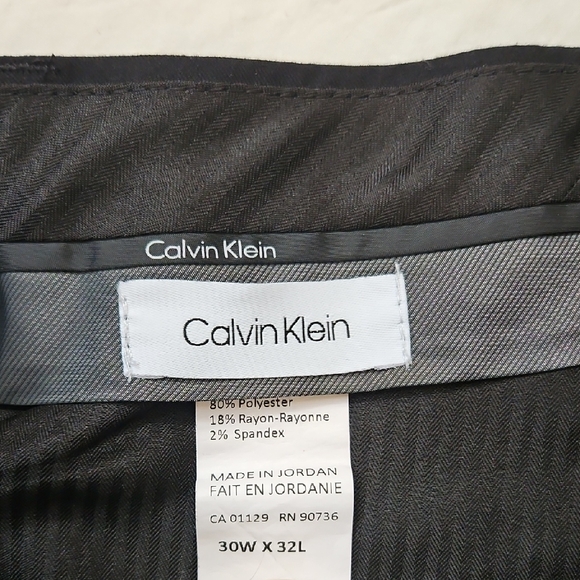 Calvin Klein
Calvin Klein
80% Polyester
18% Rayon-Rayonne
2% Spandex
MADE IN JORDAN
FAIT EN JORDANIE
CA 01129 RN 90736
30W X 32L